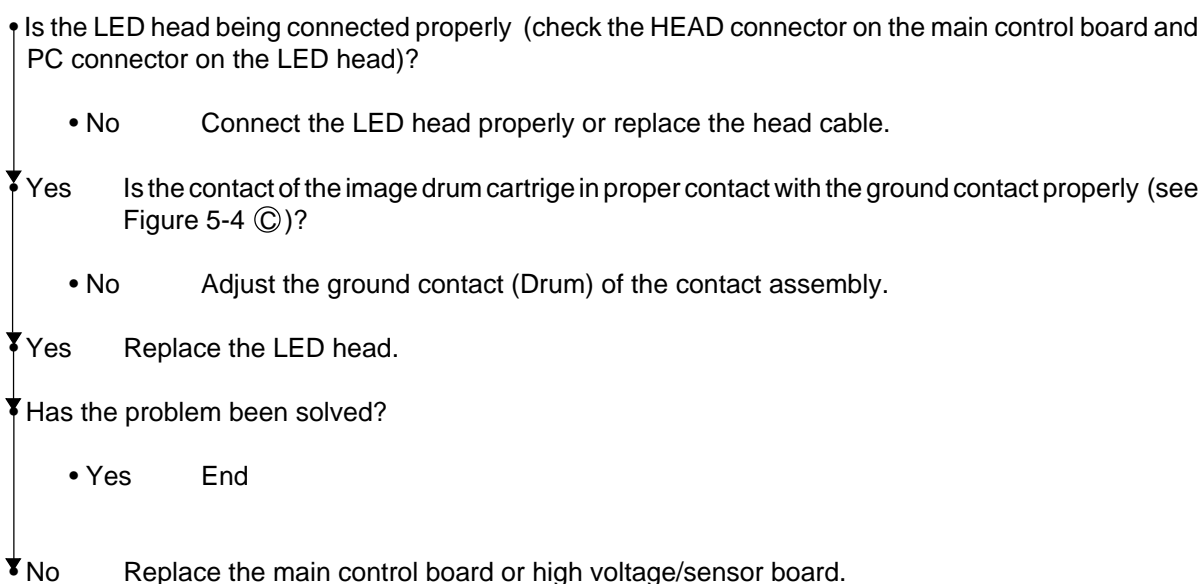 • Is the LED head being connected properly (check the HEAD connector on the main control board and
PC connector on the LED head)?
• No Connect the LED head properly or replace the head cable.
• Yes Is the contact of the image drum cartrige in proper contact with the ground contact properly (see
Figure 5-4 Ⓒ)?
• No Adjust the ground contact (Drum) of the contact assembly.
• Yes Replace the LED head.
• Has the problem been solved?
• Yes End
• No Replace the main control board or high voltage/sensor board.